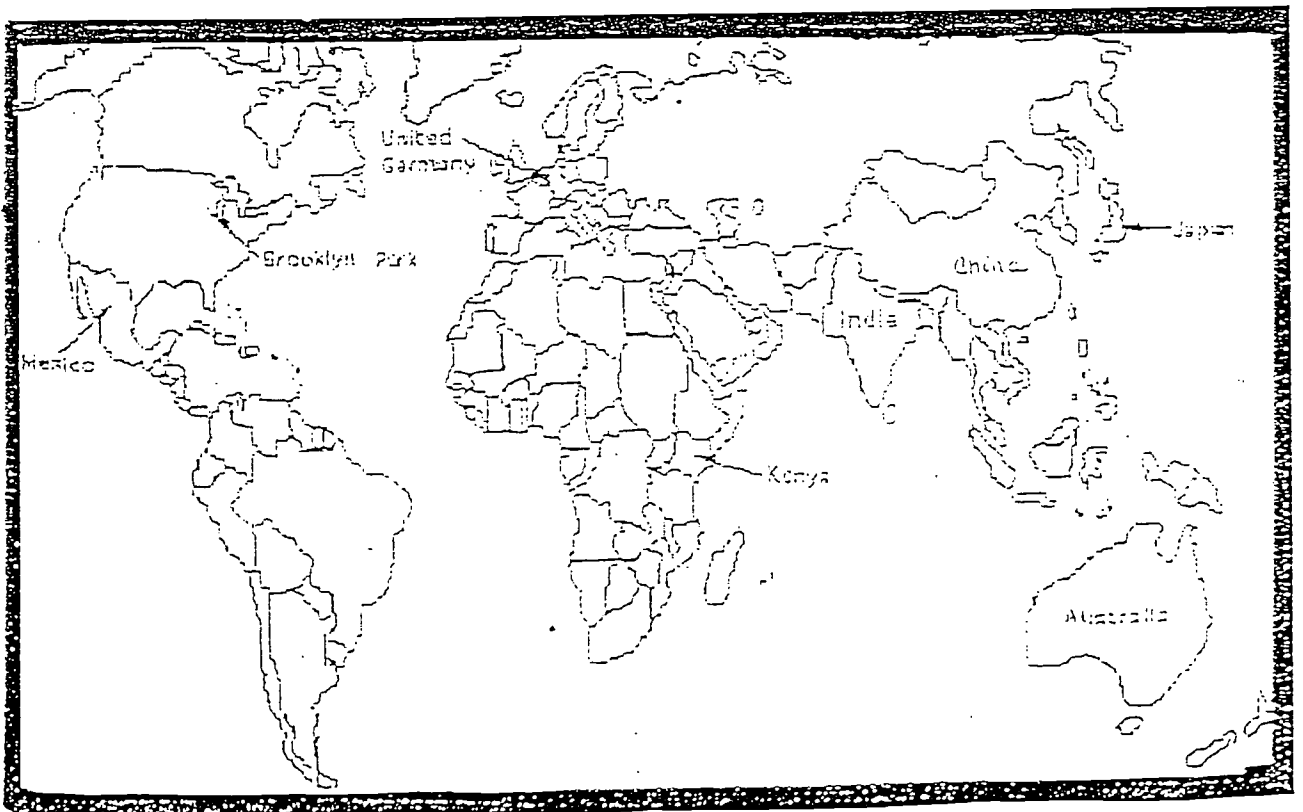 United
Germany
Brooklyn Park
Japan
China
India
Mexico
Kenya
Australia